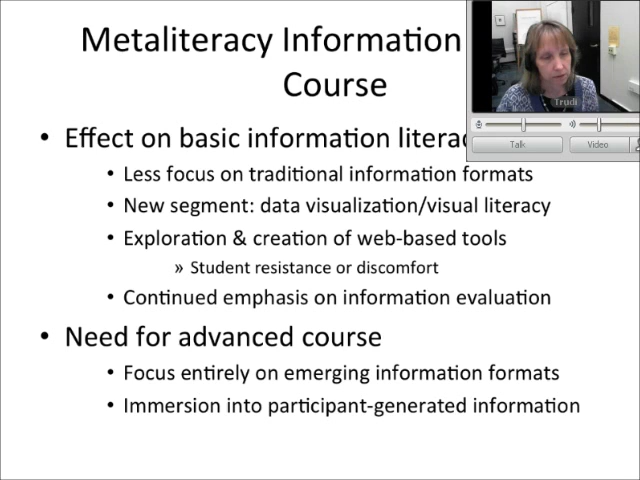 Metaliteracy Information
Course
Trudi
• Effect on basic information
Talk
Video
• Less focus on traditional information formats
• New segment: data visualization/visual literacy
• Exploration & creation of web-based tools
» Student resistance or discomfort
• Continued emphasis on information evaluation
• Need for advanced course
• Focus entirely on emerging information formats
• Immersion into participant-generated information